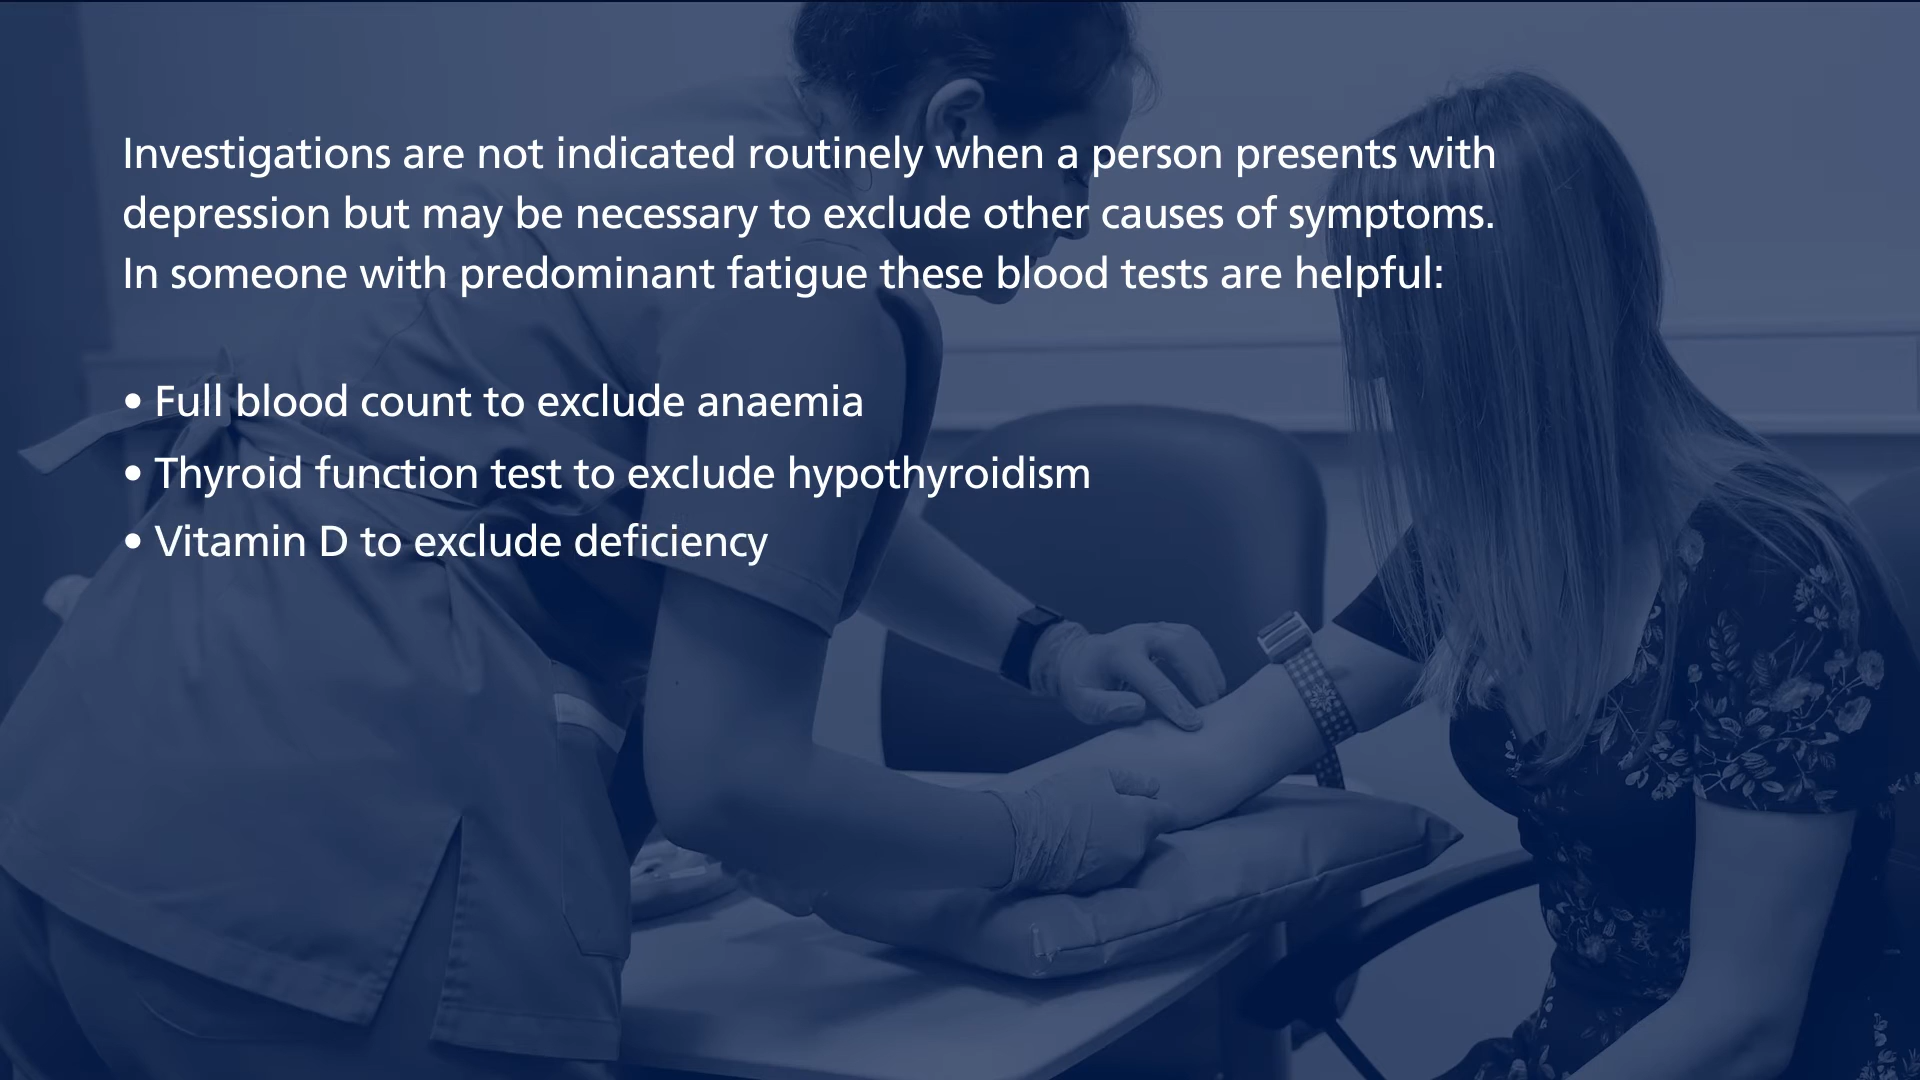 Investigations are not indicated routinely when a person presents with
depression but may be necessary to exclude other causes of symptoms.
In someone with predominant fatigue these blood tests are helpful:
• Full blood count to exclude anaemia
• Thyroid function test to exclude hypothyroidism
• Vitamin D to exclude deficiency